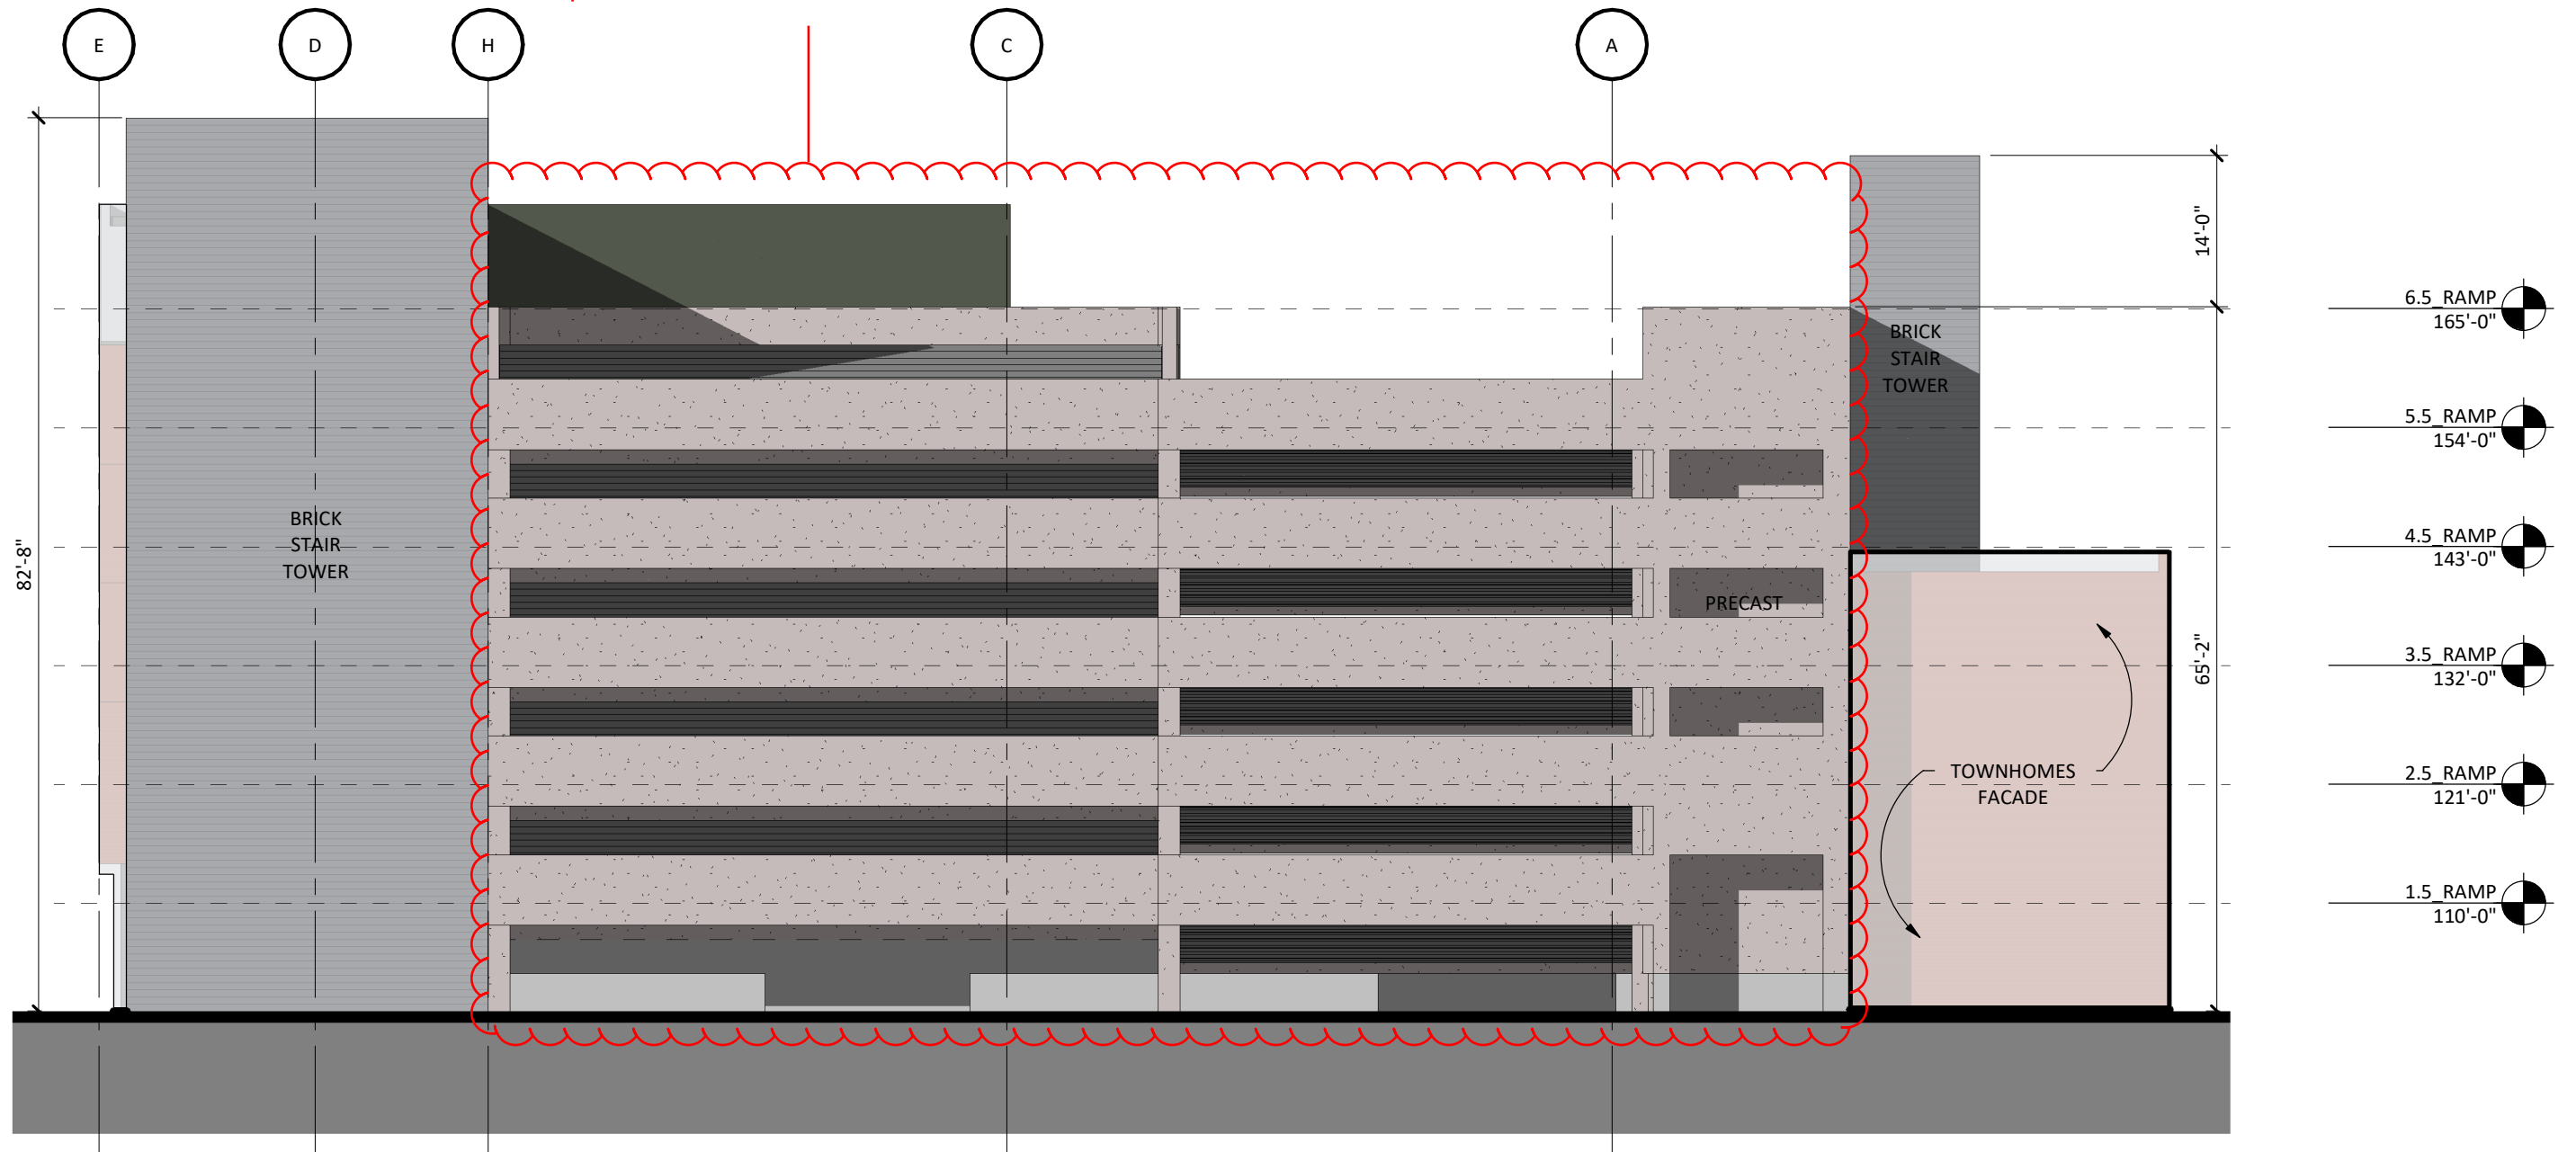 E
D
H
C
A
14'-0"
6.5_RAMP
165'-0"
BRICK
STAIR
TOWER
5.5_RAMP
154'-0"
BRICK
STAIR
TOWER
82'-8"
4.5_RAMP
143'-0"
PRECAST
65'-2"
3.5_RAMP
132'-0"
TOWNHOMES
FACADE
2.5_RAMP
121'-0"
1.5_RAMP
110'-0"